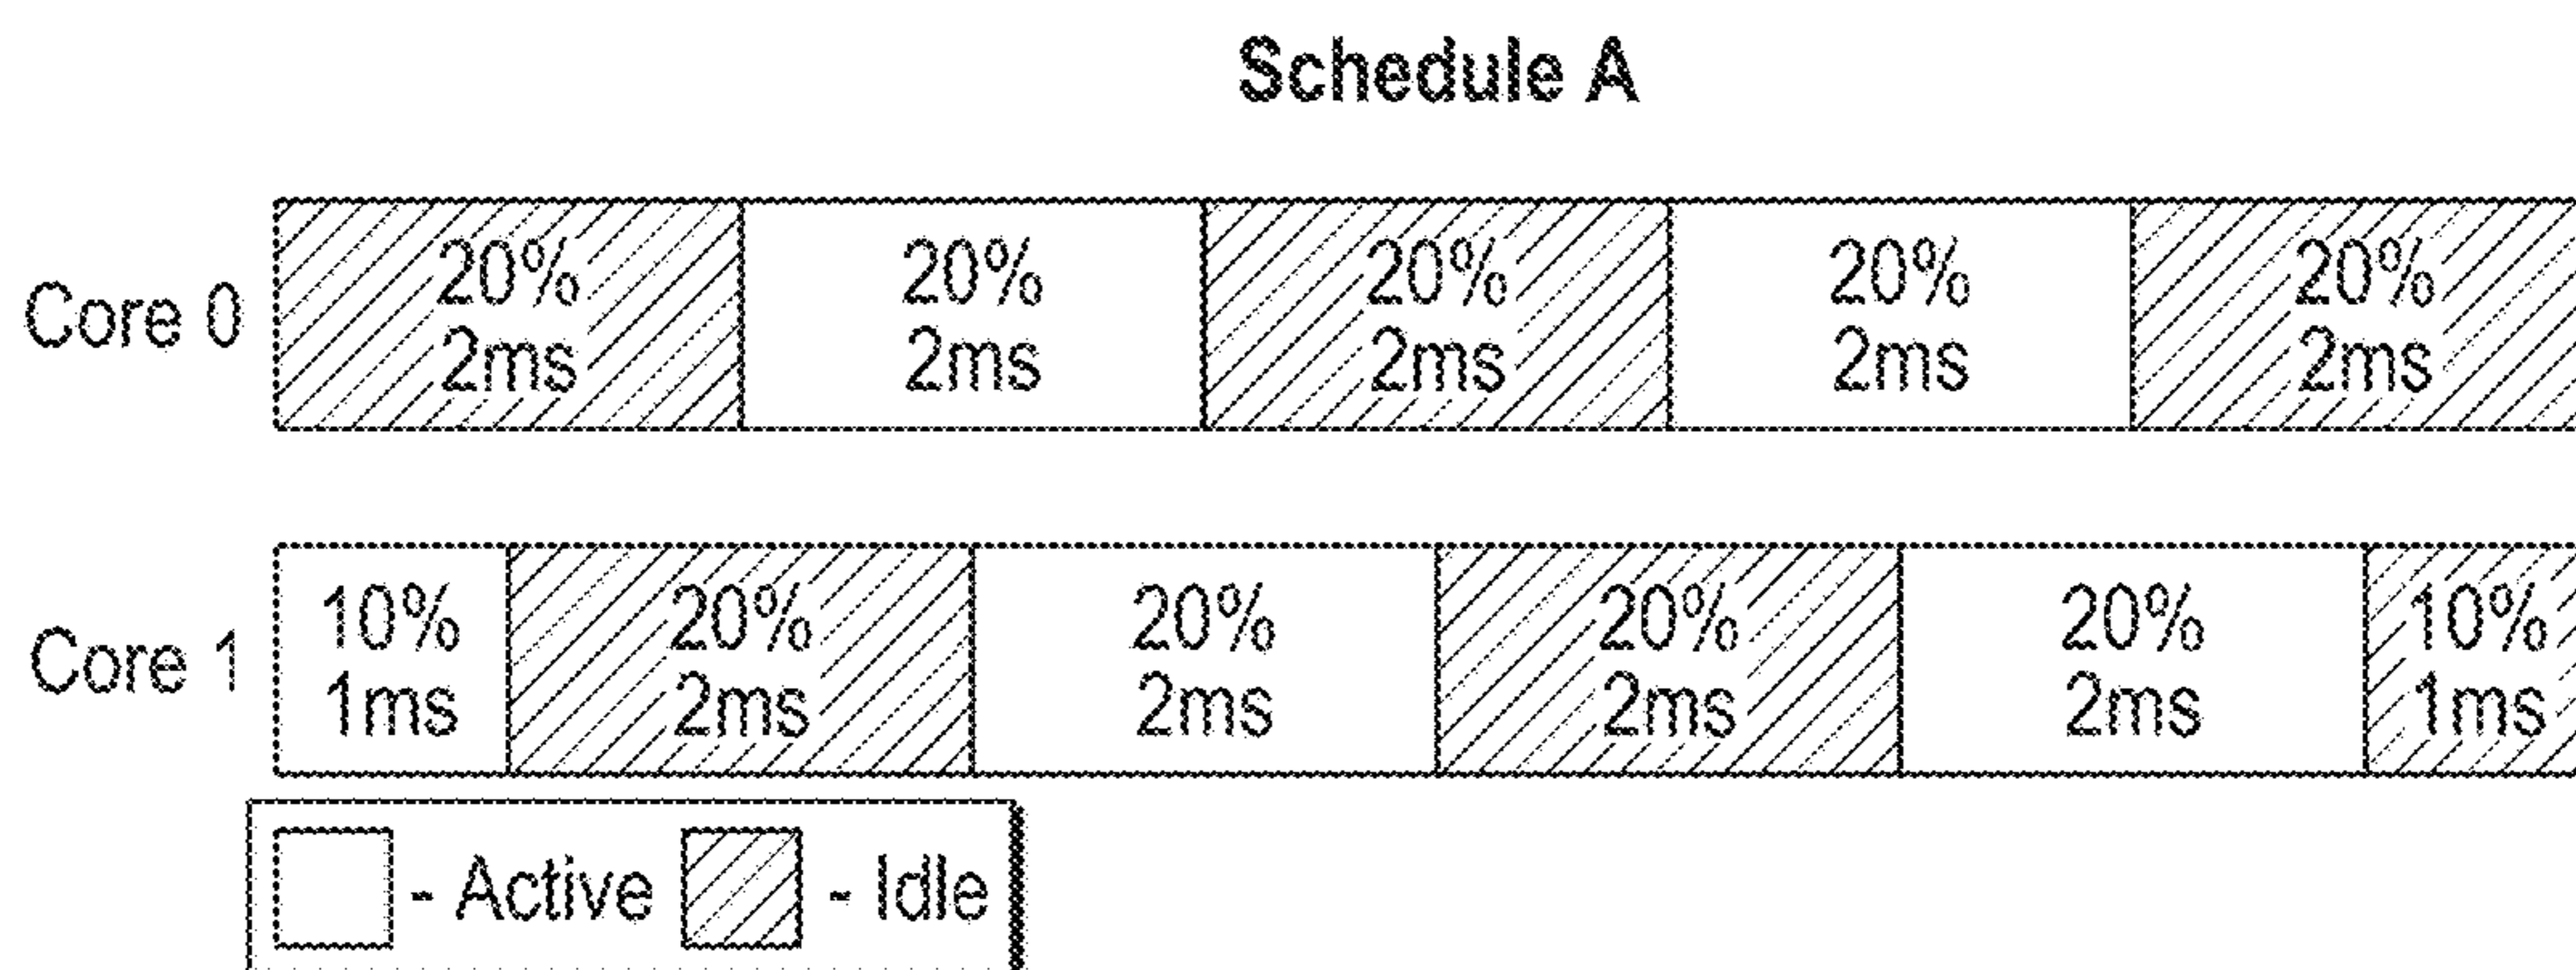 Schedule A
Core 0
20% 20% 20% 20% 20%
2ms 2ms 2ms 2ms 2ms
Core 1
10% 20% 20% 20% 20% 10%
1ms 2ms 2ms 2ms 2ms 1ms
- Active - Idle